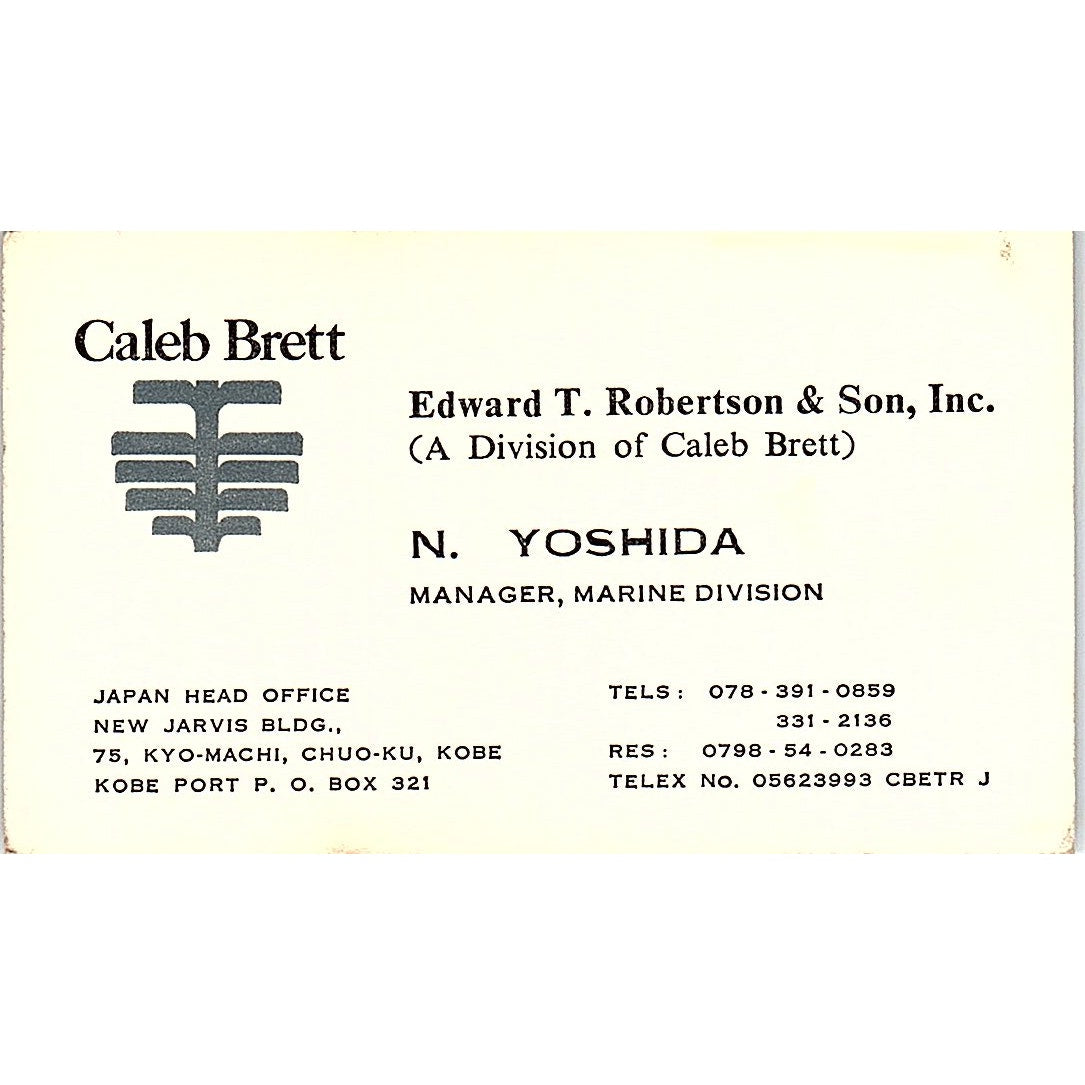 Caleb Brett
Edward T. Robertson & Son, Inc.
(A Division of Caleb Brett)
N. YOSHIDA
MANAGER, MARINE DIVISION
JAPAN HEAD OFFICE
NEW JARVIS BLDG.,
75, KYO-MACHI, CHUO-KU, KOBE
KOBE PORT P. O. BOX 321
TELS : 078 - 391 - 0859
331 - 2136
RES : 0798 - 54 - 0283
TELEX No. 05623993 CBETR J